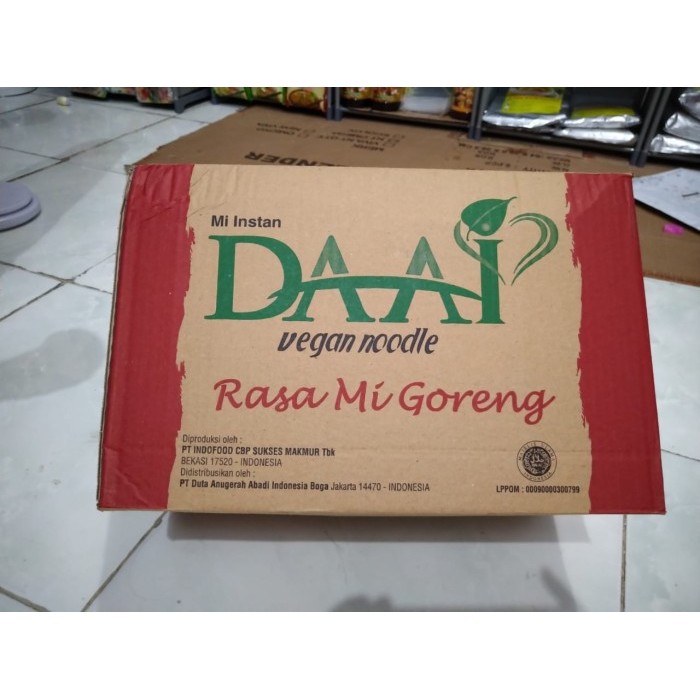 Mi Instan
DAAI
vegan noodle
Rasa Mi Goreng
Diproduksi oleh :
PT INDOFOOD CBP SUKSES MAKMUR Tbk
BEKASI 17520 - INDONESIA
Didistribusikan oleh :
PT Duta Anugerah Abadi Indonesia Boga Jakarta 14470 - INDONESIA
LPPOM : 00090000300799